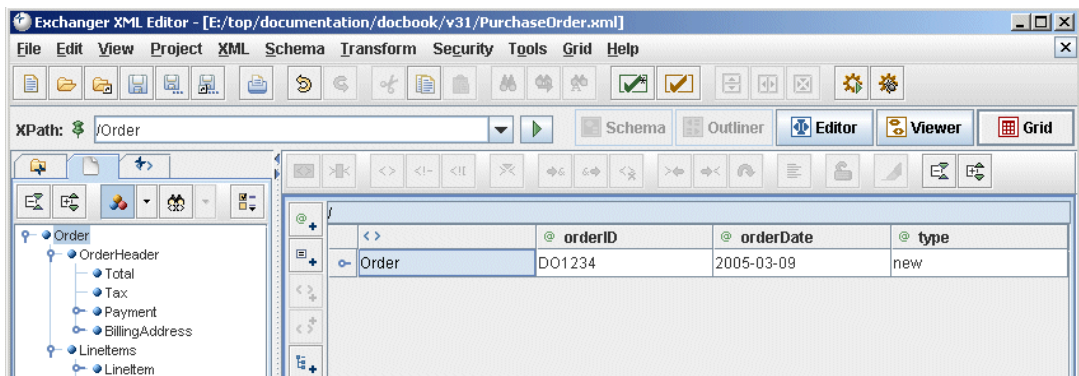 Exchanger XML Editor - [E:/top/documentation/docbook/v31/PurchaseOrder.xml]
File Edit View Project XML Schema Transform Security Tools Grid Help
XPath: /Order Schema Outliner Editor Viewer Grid
/
<> @ orderID @ orderDate @ type
Order DO1234 2005-03-09 new
Order
OrderHeader
Total
Tax
Payment
BillingAddress
LineItems
LineItem